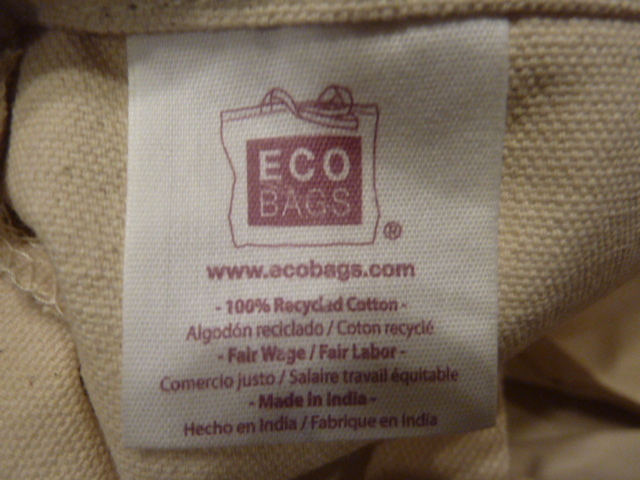 ECO
BAGS
®
www.ecobags.com
- 100% Recycled Cotton -
Algodón reciclado / Coton recyclé
- Fair Wage / Fair Labor -
Comercio justo / Salaire travail équitable
- Made in India -
Hecho en India / Fabrique en India